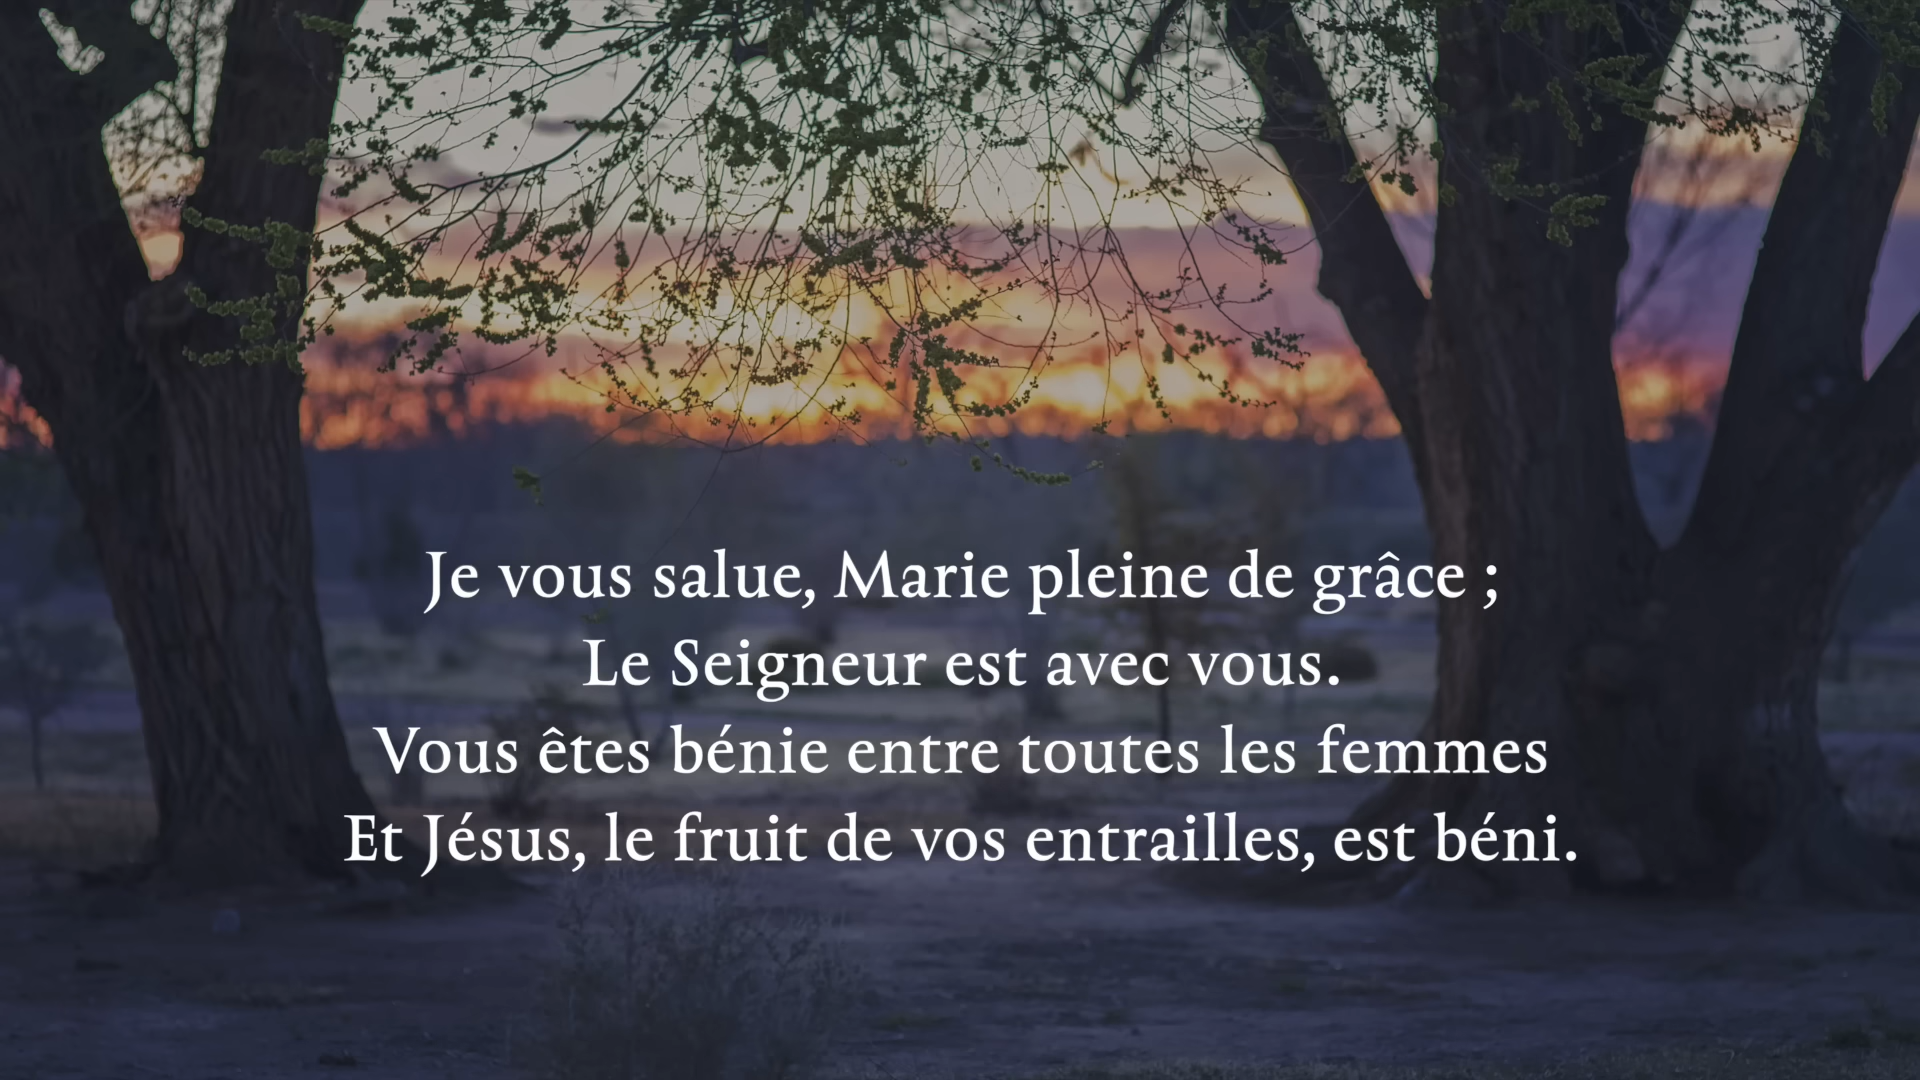 Je vous salue, Marie pleine de grâce ;
Le Seigneur est avec vous.
Vous êtes bénie entre toutes les femmes
Et Jésus, le fruit de vos entrailles, est béni.